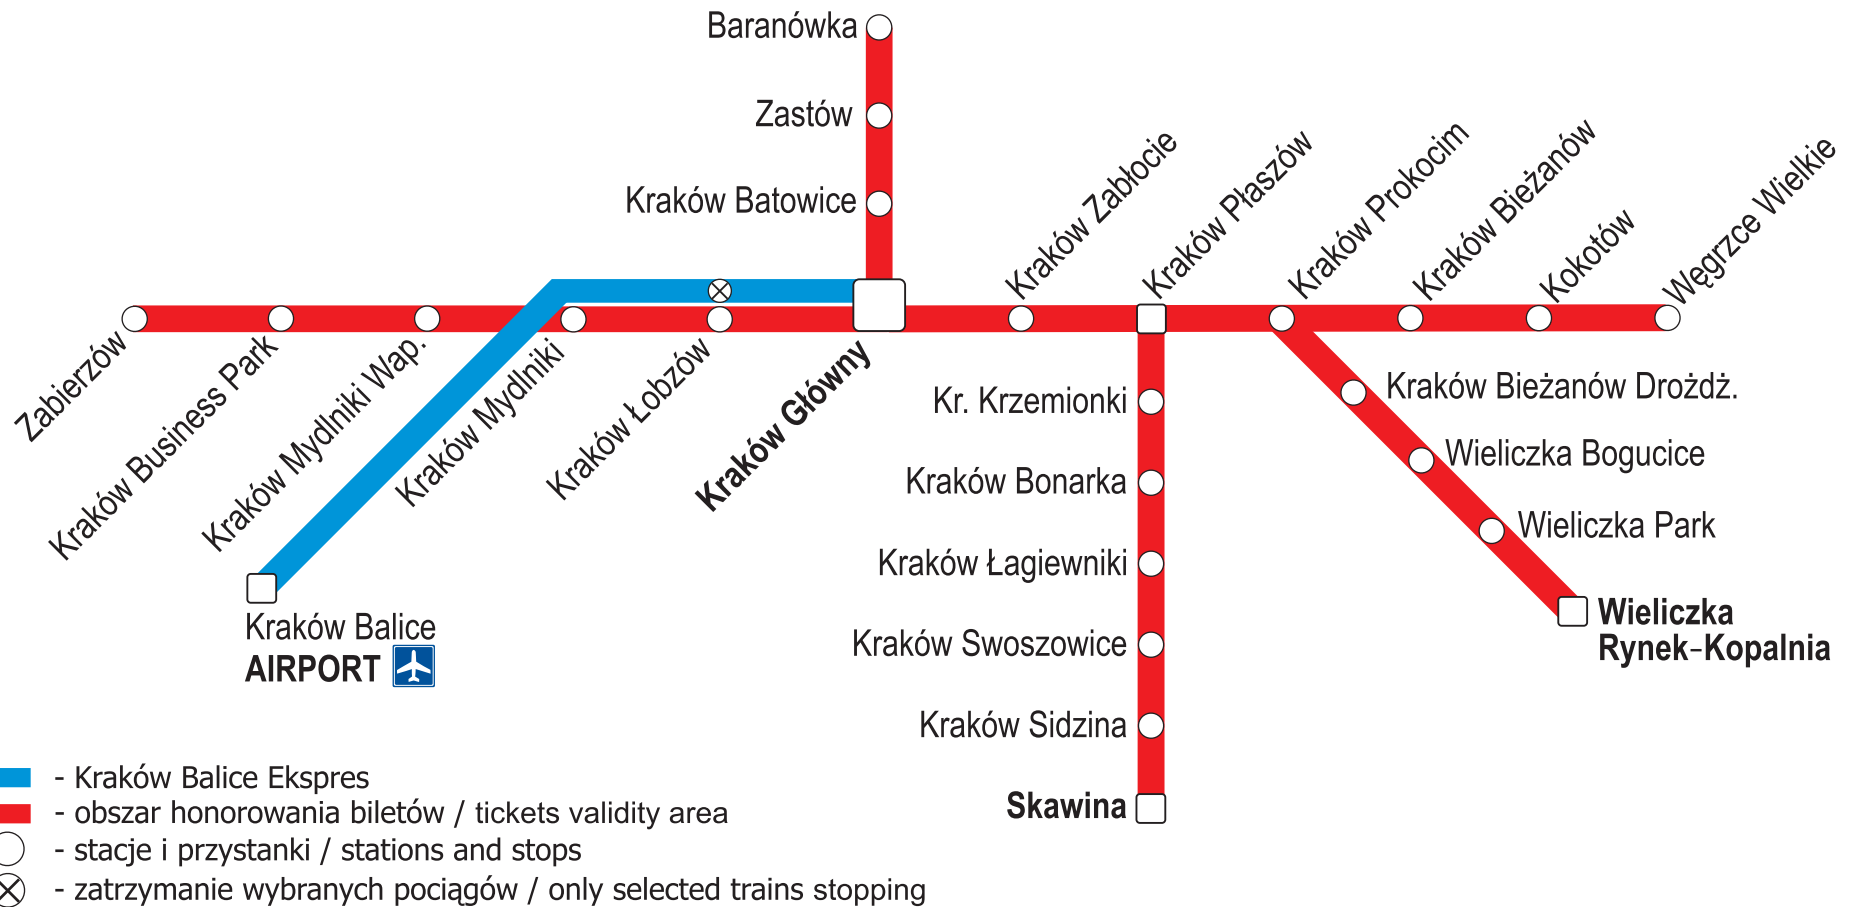 Baranówka
Zastów
Kraków Batowice
Kraków Zabłocie
Kraków Płaszów
Kraków Prokocim
Kraków Bieżanów
Kokotów
Węgrzce Wielkie
Zabierzów
Kraków Business Park
Kraków Mydlniki Wap.
Kraków Mydlniki
Kraków Łobzów
Kraków Główny
Kr. Krzemionki
Kraków Bonarka
Kraków Łagiewniki
Kraków Swoszowice
Kraków Sidzina
Skawina
Kraków Bieżanów Drożdż.
Wieliczka Bogucice
Wieliczka Park
Wieliczka
Rynek-Kopalnia
Kraków Balice
AIRPORT
- Kraków Balice Ekspres
- obszar honorowania biletów / tickets validity area
- stacje i przystanki / stations and stops
- zatrzymanie wybranych pociągów / only selected trains stopping